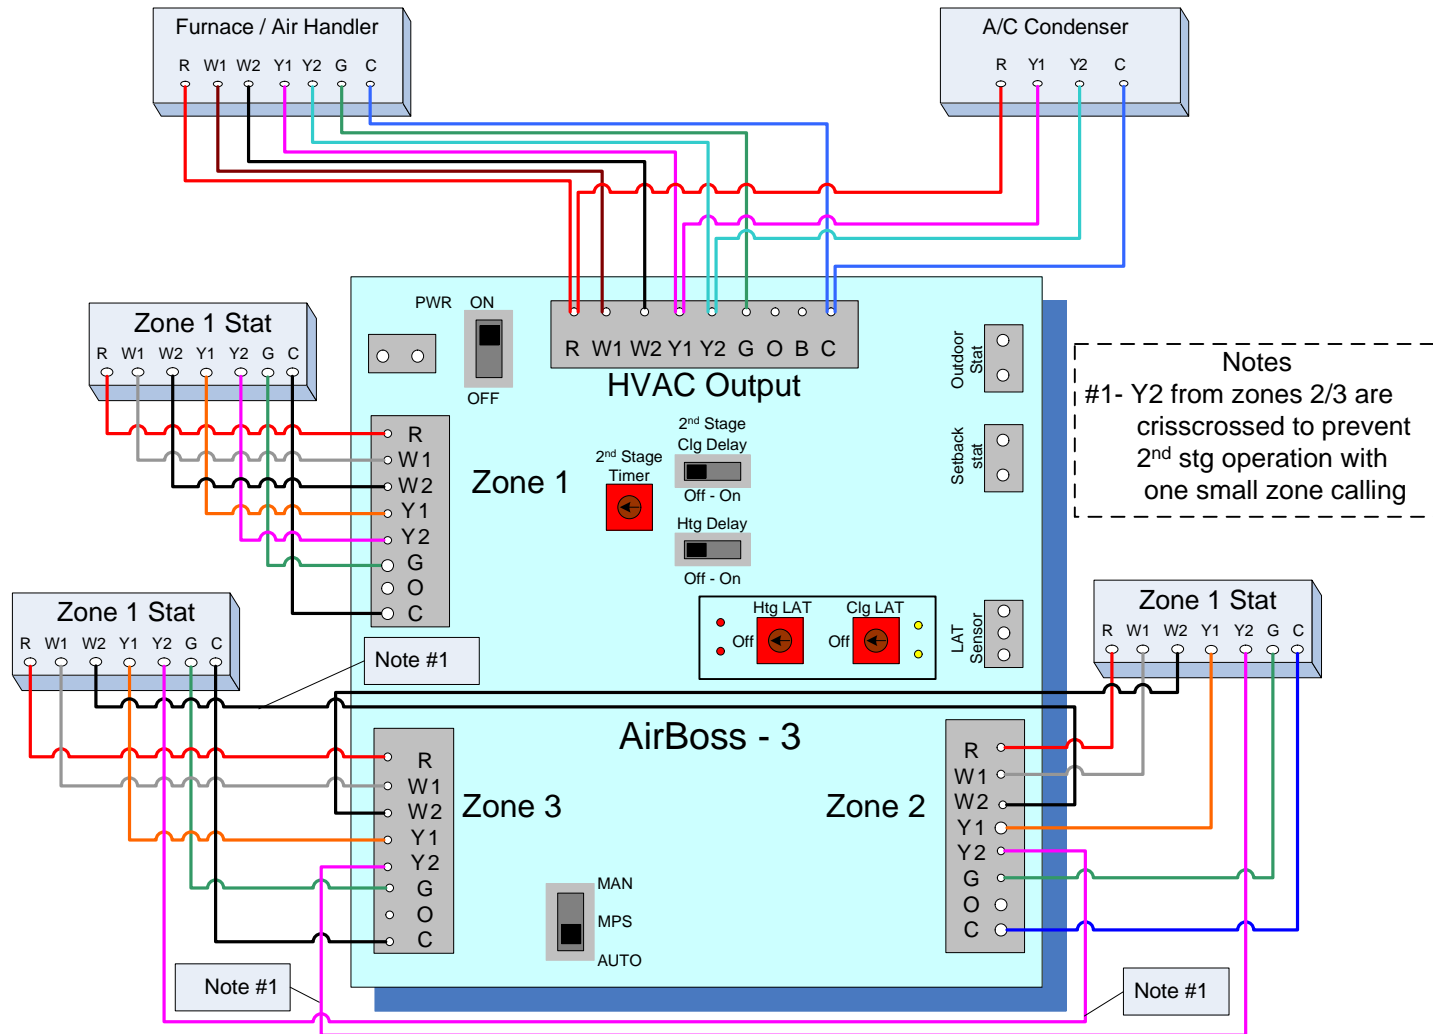 Furnace / Air Handler
R W1 W2 Y1 Y2 G C
A/C Condenser
R Y1 Y2 C
PWR ON
OFF
R W1 W2 Y1 Y2 G O B C
HVAC Output
Outdoor
Stat
Setback
stat
Notes
#1- Y2 from zones 2/3 are
crisscrossed to prevent
2nd stg operation with
one small zone calling
Zone 1 Stat
R W1 W2 Y1 Y2 G C
R
W1
W2
Y1
Y2
G
O
C
Zone 1
2nd Stage
Timer
2nd Stage
Clg Delay
Off - On
Htg Delay
Off - On
Htg LAT
Off
Clg LAT
Off
LAT
Sensor
Zone 1 Stat
R W1 W2 Y1 Y2 G C
Note #1
Zone 1 Stat
R W1 W2 Y1 Y2 G C
AirBoss - 3
R
W1
W2
Y1
Y2
G
O
C
Zone 3
Zone 2
R
W1
W2
Y1
Y2
G
O
C
MAN
MPS
AUTO
Note #1
Note #1